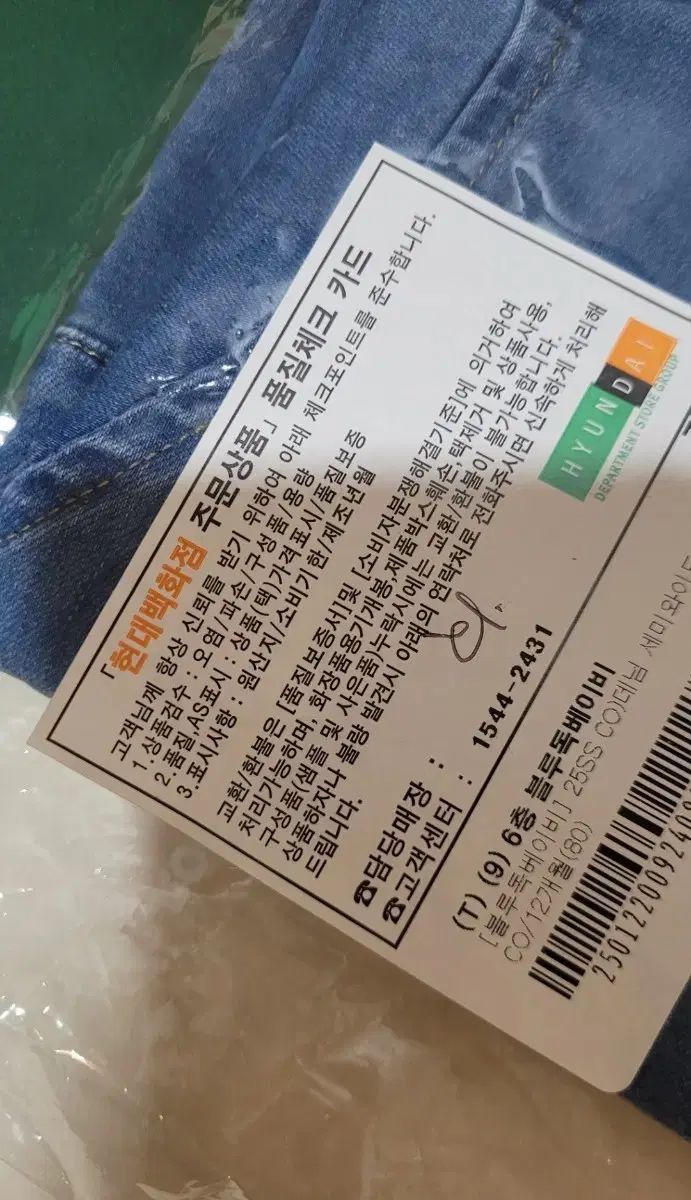 「현대백화점 주문상품」 품질체크 카드
고객님께 항상 신뢰를 받기 위하여 아래 체크포인트를 준수합니다.
1.상품검수 : 오염/파손/구성품/용량
2.품질/AS표시 : 상품(택)가격표시/품질보증
3.표시사항 : 원산지/소비기한/제조년월
교환/환불은 [품질보증서]및 [소비자분쟁해결기준]에 의거하여
처리가능하며, 화장품용기개봉,제품박스훼손,택제거 및 상품사용,
구성품(샘플 및 사은품)누락시에는 교환/환불이 불가능합니다.
상품하자나 불량 발견시 아래의 연락처로 전화주시면 신속하게 처리해
드립니다.
☎담당매장 :
☎고객센터 : 1544-2431
HYUNDAI
DEPARTMENT STORE GROUP
(T) (9) 6층 블루독베이비
[블루독베이비] 25SS CO)데님 세미와이드
CO/12개월(80)
250122009240